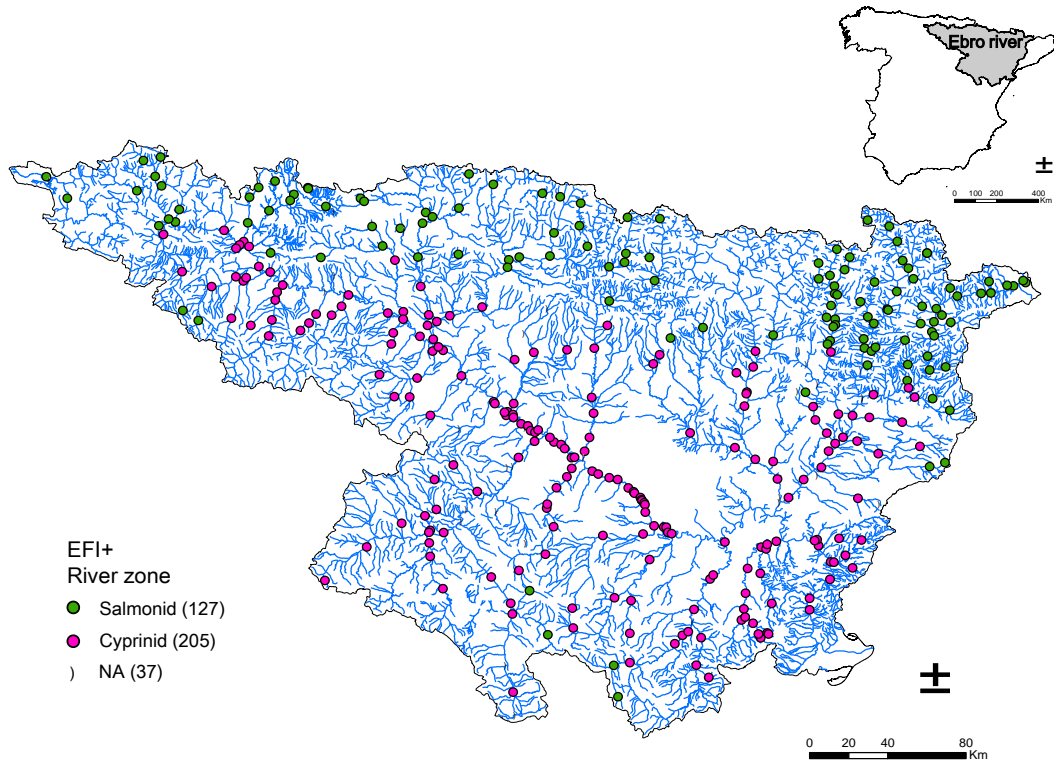 Ebro river
±
0 100 200 400
Km
EFI+
River zone
Salmonid (127)
Cyprinid (205)
) NA (37)
±
0 20 40 80
Km